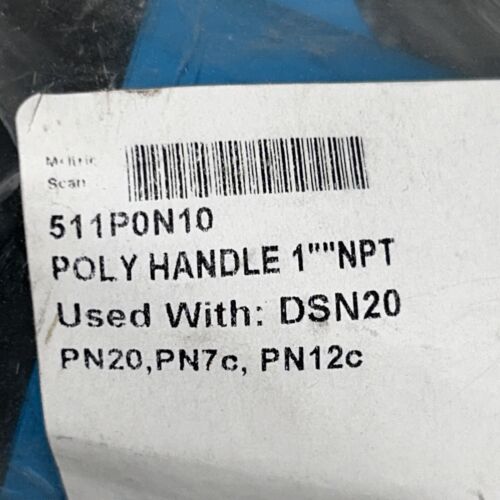 Scan
511P0N10
POLY HANDLE 1""NPT
Used With: DSN20
PN20,PN7c, PN12c